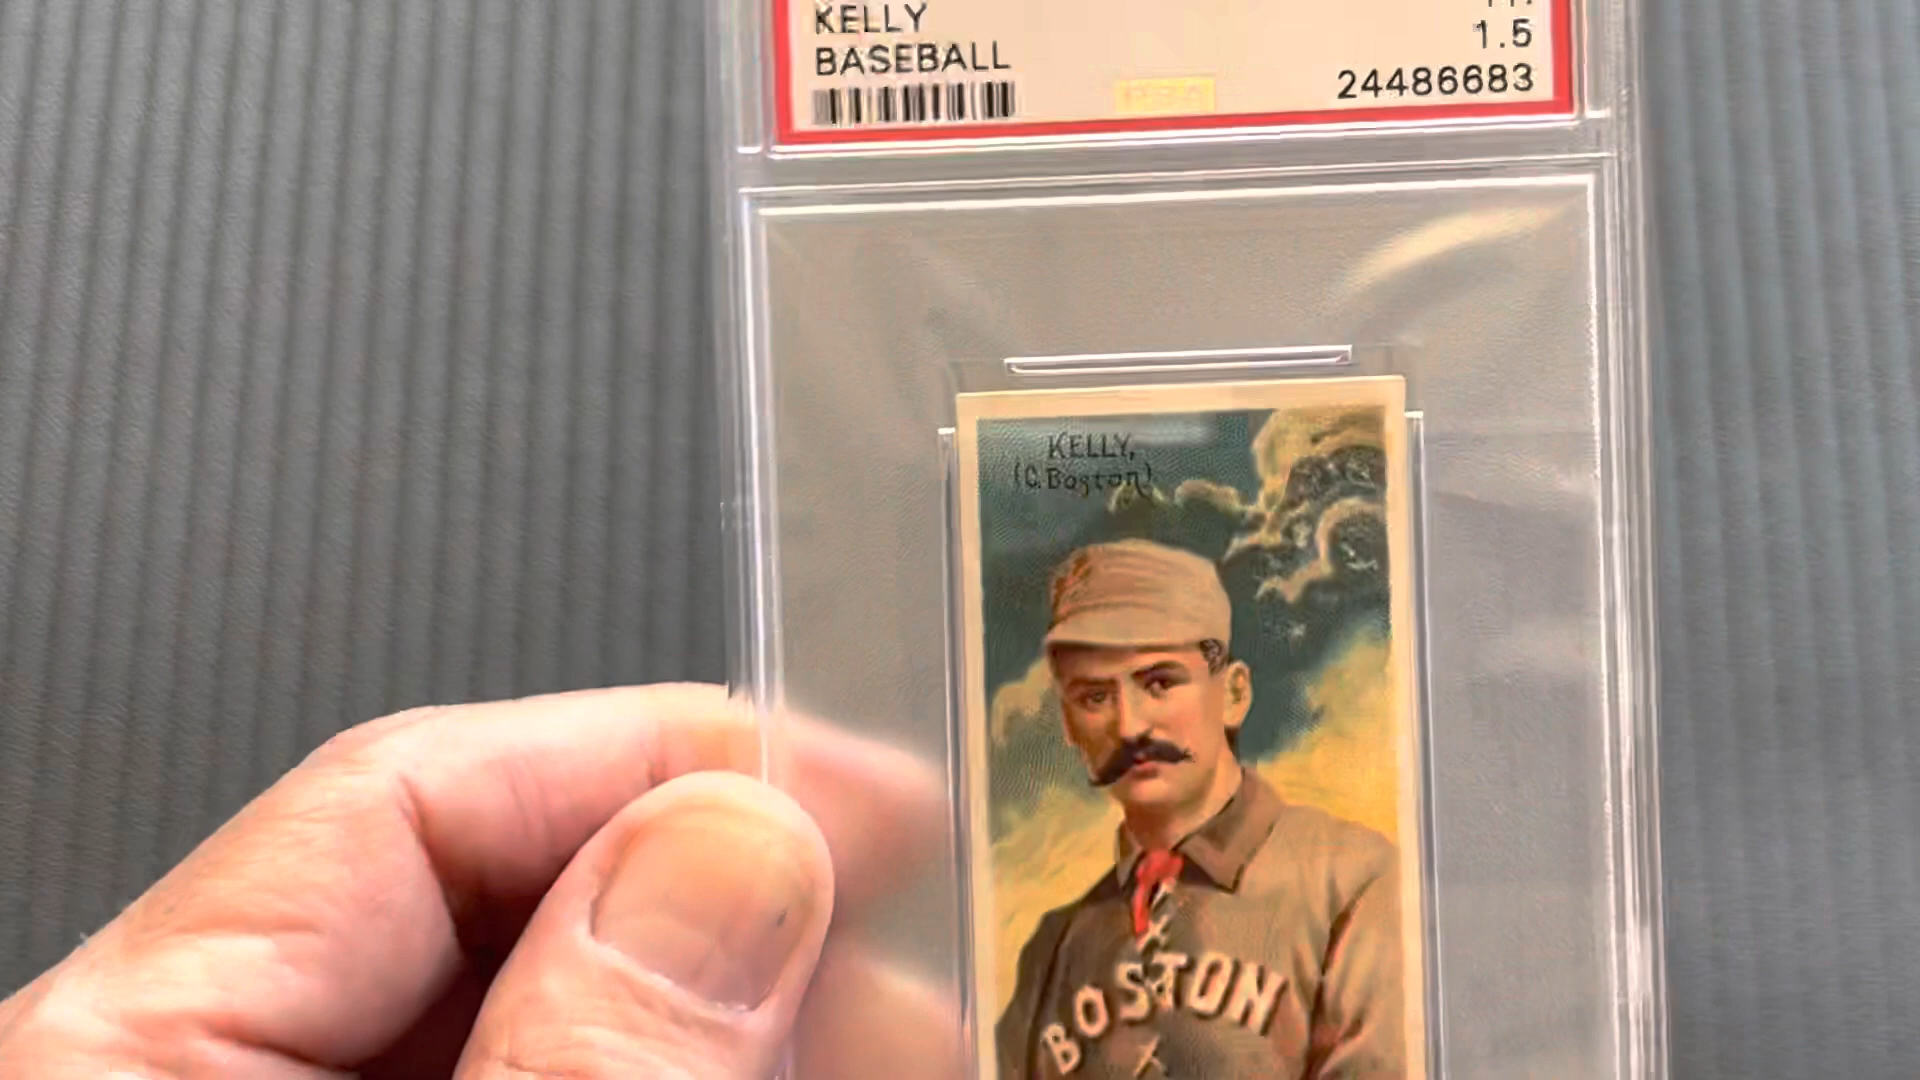 KELLY
1.5
BASEBALL
24486683
KELLY,
(C. Boston)
BOSTON